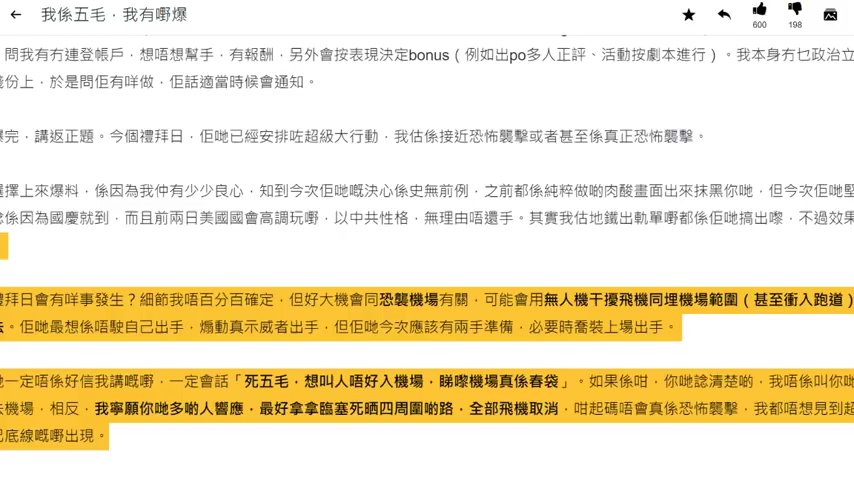 我係五毛，我有嘢爆
600
198
問我有冇連登帳戶，想唔想幫手，有報酬，另外會按表現決定bonus（例如出po多人正評、活動按劇本進行）。我本身冇乜政治立
份上，於是問佢有咩做，佢話適當時候會通知。
完，講返正題。今個禮拜日，佢哋已經安排咗超級大行動，我估係接近恐怖襲擊或者甚至係真正恐怖襲擊。
擇上來爆料，係因為我仲有少少良心，知到今次佢哋嘅決心係史無前例，之前都係純粹做啲肉酸畫面出來抹黑你哋，但今次佢哋堅
係因為國慶就到，而且前兩日美國國會高調玩嘢，以中共性格，無理由唔還手。其實我估地鐵出軌單嘢都係佢哋搞出嚟，不過效果
禮拜日會有咩事發生？細節我唔百分百確定，但好大機會同恐襲機場有關，可能會用無人機干擾飛機同埋機場範圍（甚至衝入跑道）
法。佢哋最想係唔駛自己出手，煽動真示威者出手，但佢哋今次應該有兩手準備，必要時喬裝上場出手。
哋一定唔係好信我講嘅嘢，一定會話「死五毛，想叫人唔好入機場，睇嚟機場真係春袋」。如果係咁，你哋諗清楚啲，我唔係叫你哋
去機場，相反，我寧願你哋多啲人響應，最好拿拿臨塞死晒四周圍啲路，全部飛機取消，咁起碼唔會真係恐怖襲擊，我都唔想見到超
底線嘅嘢出現。